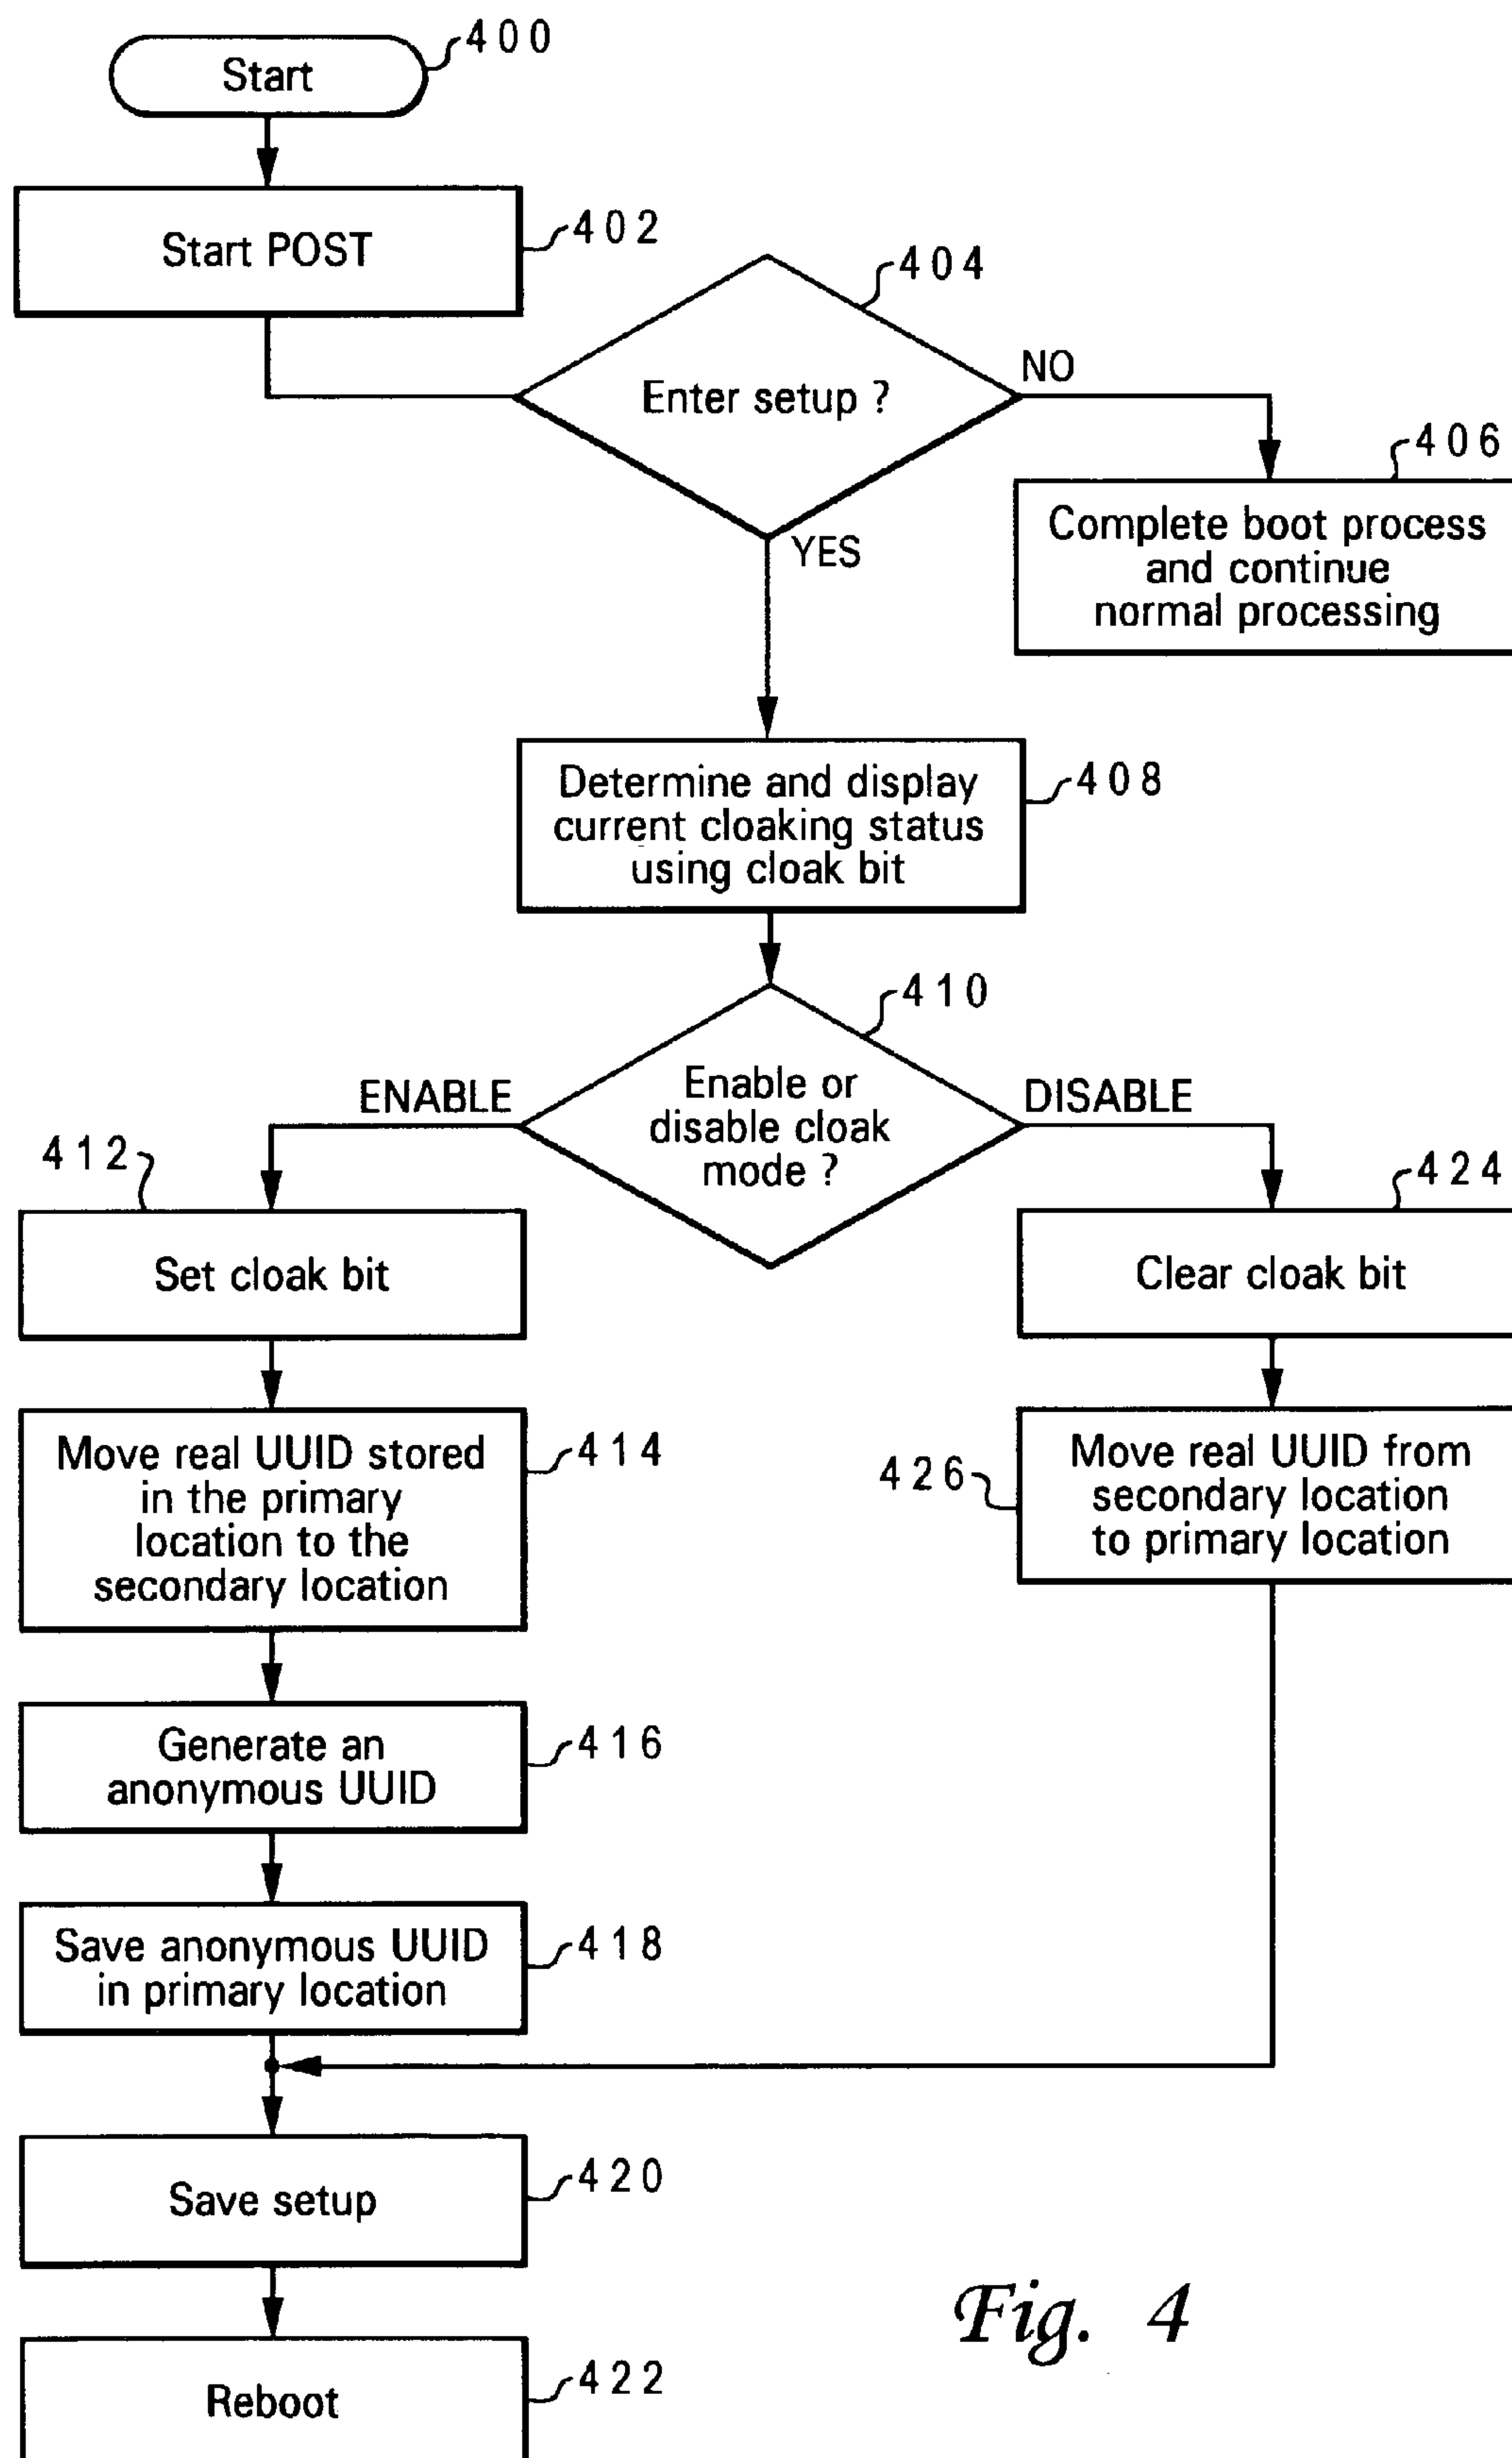 400
Start
402
Start POST
404
Enter setup ?
NO
406
Complete boot process
and continue
normal processing
YES
408
Determine and display
current cloaking status
using cloak bit
410
Enable or
disable cloak
mode ?
ENABLE
DISABLE
412
Set cloak bit
424
Clear cloak bit
414
Move real UUID stored
in the primary
location to the
secondary location
426
Move real UUID from
secondary location
to primary location
416
Generate an
anonymous UUID
418
Save anonymous UUID
in primary location
420
Save setup
422
Reboot
Fig. 4